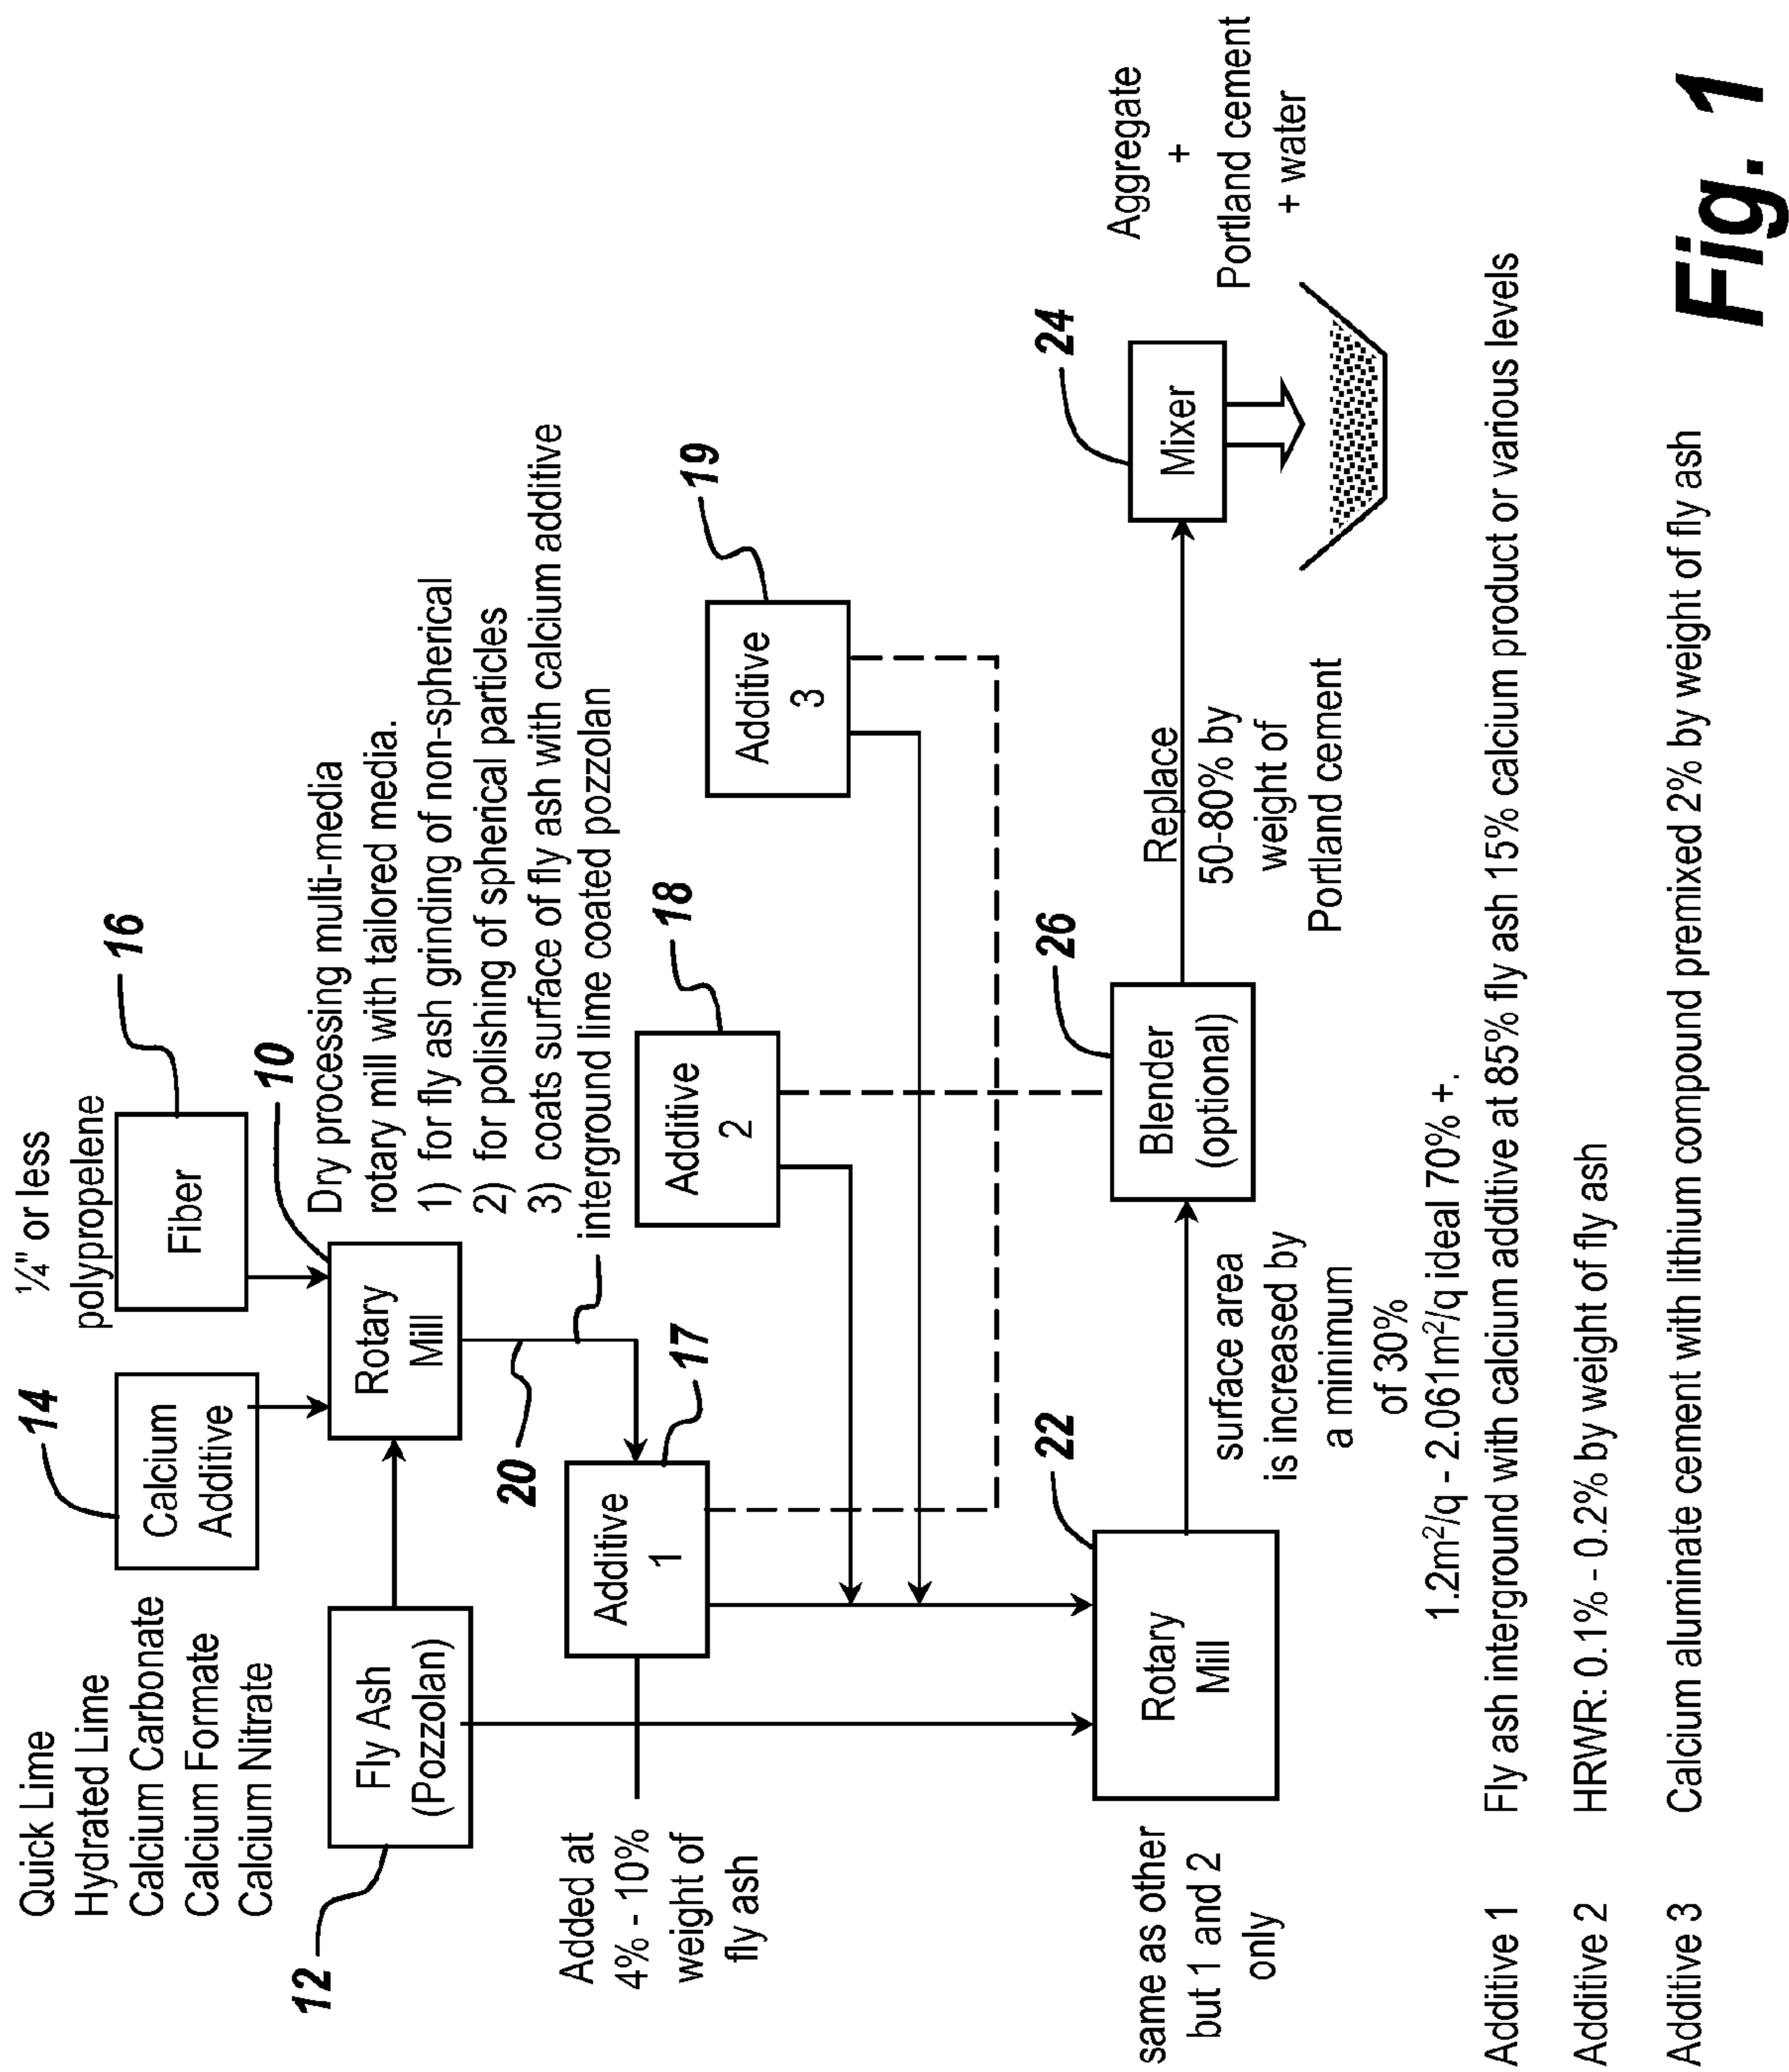 Quick Lime
Hydrated Lime
Calcium Carbonate
Calcium Formate
Calcium Nitrate
14
Calcium
Additive
¼" or less
polypropelene
16
Fiber
12
Fly Ash
(Pozzolan)
10
Rotary
Mill
Dry processing multi-media
rotary mill with tailored media.
1) for fly ash grinding of non-spherical
2) for polishing of spherical particles
3) coats surface of fly ash with calcium additive
interground lime coated pozzolan
20
Added at
4% - 10%
weight of
fly ash
Additive
1
17
Additive
2
18
Additive
3
19
same as other
but 1 and 2
only
22
Rotary
Mill
surface area
is increased by
a minimum
of 30%
1.2m²/q - 2.061m²/q ideal 70% +.
26
Blender
(optional)
Replace
50-80% by
weight of
Portland cement
24
Mixer
Aggregate
+
Portland cement
+ water
Additive 1 Fly ash interground with calcium additive at 85% fly ash 15% calcium product or various levels
Additive 2 HRWR: 0.1% - 0.2% by weight of fly ash
Additive 3 Calcium aluminate cement with lithium compound premixed 2% by weight of fly ash
Fig. 1